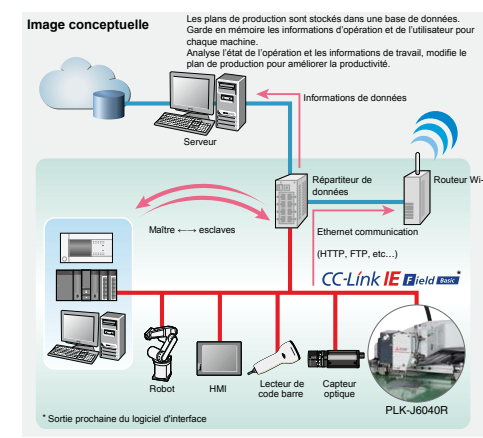 Image conceptuelle
Les plans de production sont stockés dans une base de données.
Garde en mémoire les informations d'opération et de l'utilisateur pour
chaque machine.
Analyse l'état de l'opération et les informations de travail, modifie le
plan de production pour améliorer la productivité.
Informations de données
Serveur
Répartiteur de
données
Routeur Wi-
Maître ←→ esclaves
Ethernet communication
(HTTP, FTP, etc...)
CC-Link IE Field Basic*
Robot
HMI
Lecteur de
code barre
Capteur
optique
PLK-J6040R
* Sortie prochaine du logiciel d'interface